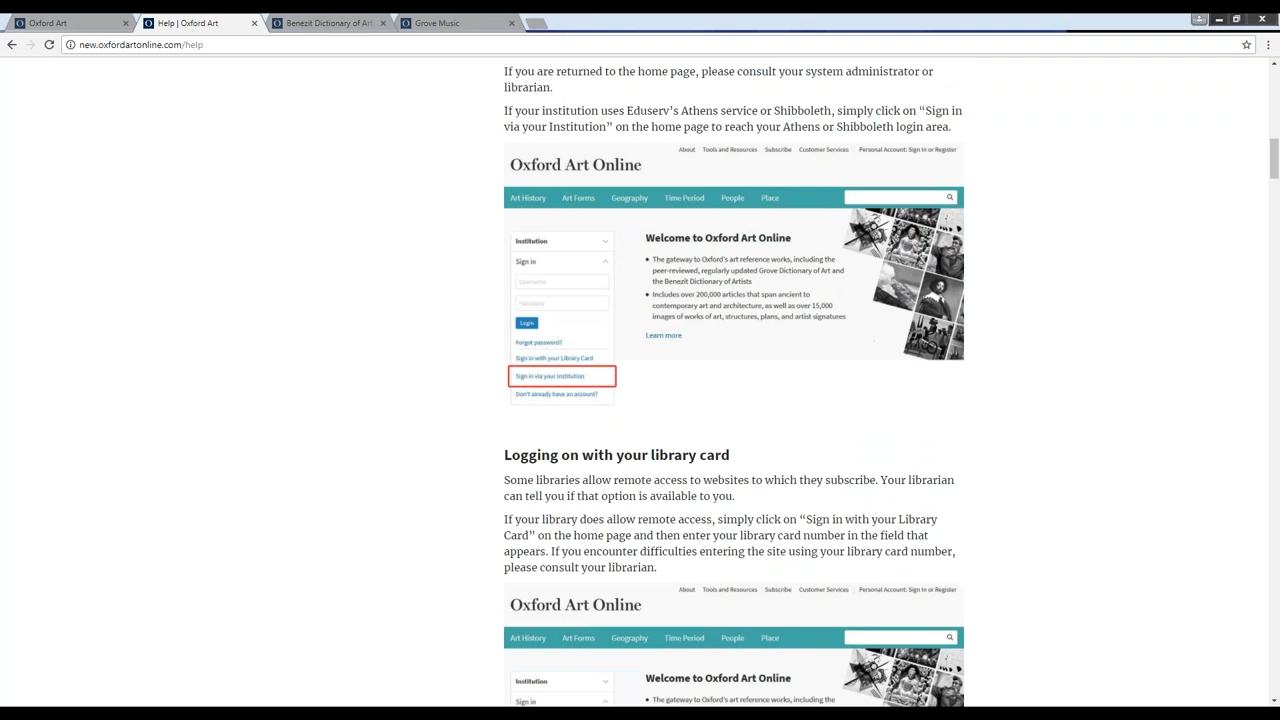 Oxford Art
Help | Oxford Art
Benezit Dictionary of Art
Grove Music
new.oxfordartonline.com/help
If you are returned to the home page, please consult your system administrator or
librarian.
If your institution uses Eduserv’s Athens service or Shibboleth, simply click on “Sign in
via your Institution” on the home page to reach your Athens or Shibboleth login area.
About Tools and Resources Subscribe Customer Services Personal Account: Sign In or Register
Oxford Art Online
Art History Art Forms Geography Time Period People Place
Institution
Sign in
Username
Password
Login
Forgot password?
Sign in with your Library Card
Sign in via your Institution
Don't already have an account?
Welcome to Oxford Art Online
• The gateway to Oxford's art reference works, including the
peer-reviewed, regularly updated Grove Dictionary of Art and
the Benezit Dictionary of Artists
• Includes over 200,000 articles that span ancient to
contemporary art and architecture, as well as over 15,000
images of works of art, structures, plans, and artist signatures
Learn more
Logging on with your library card
Some libraries allow remote access to websites to which they subscribe. Your librarian
can tell you if that option is available to you.
If your library does allow remote access, simply click on “Sign in with your Library
Card” on the home page and then enter your library card number in the field that
appears. If you encounter difficulties entering the site using your library card number,
please consult your librarian.
About Tools and Resources Subscribe Customer Services Personal Account: Sign In or Register
Oxford Art Online
Art History Art Forms Geography Time Period People Place
Institution
Sign in
Welcome to Oxford Art Online
• The gateway to Oxford's art reference works, including the